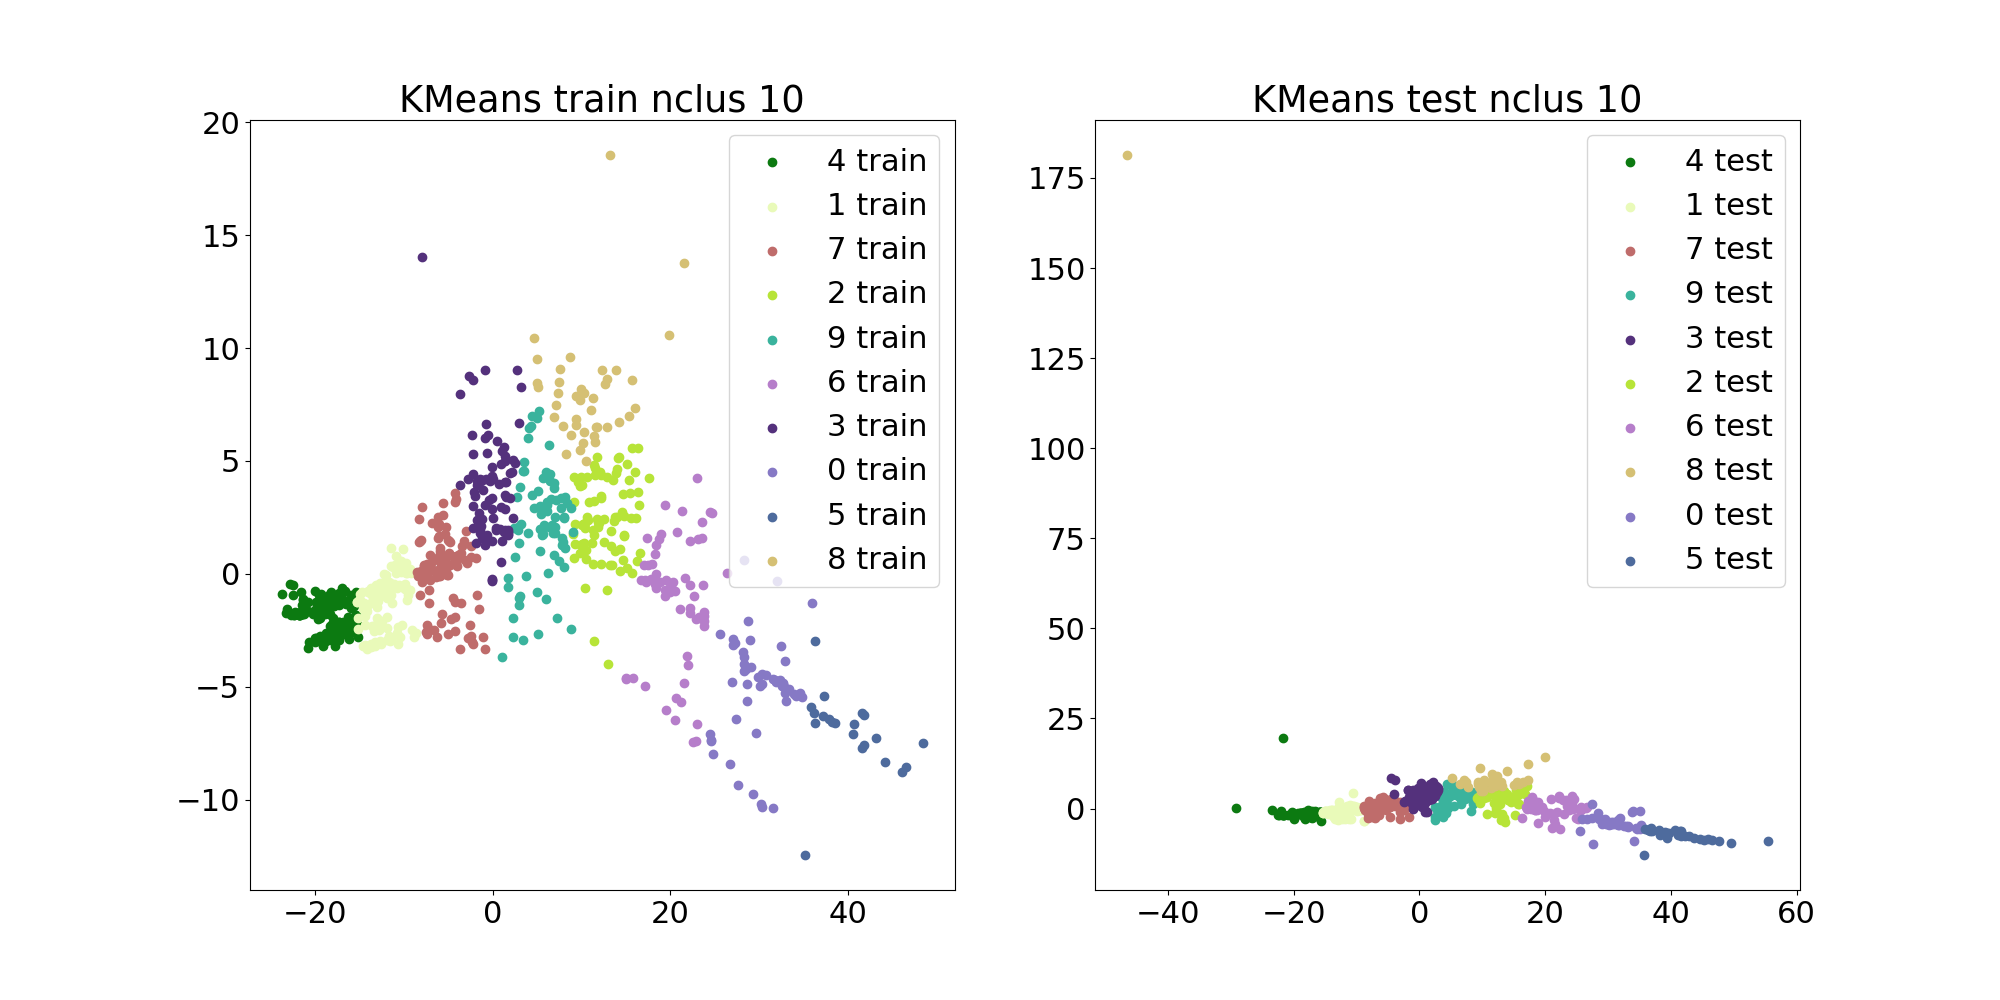 KMeans train nclus 10
20
15
10
5
0
−5
−10
−20
0
20
40
4 train
1 train
7 train
2 train
9 train
6 train
3 train
0 train
5 train
8 train
KMeans test nclus 10
175
150
125
100
75
50
25
0
−40
−20
0
20
40
60
4 test
1 test
7 test
9 test
3 test
2 test
6 test
8 test
0 test
5 test